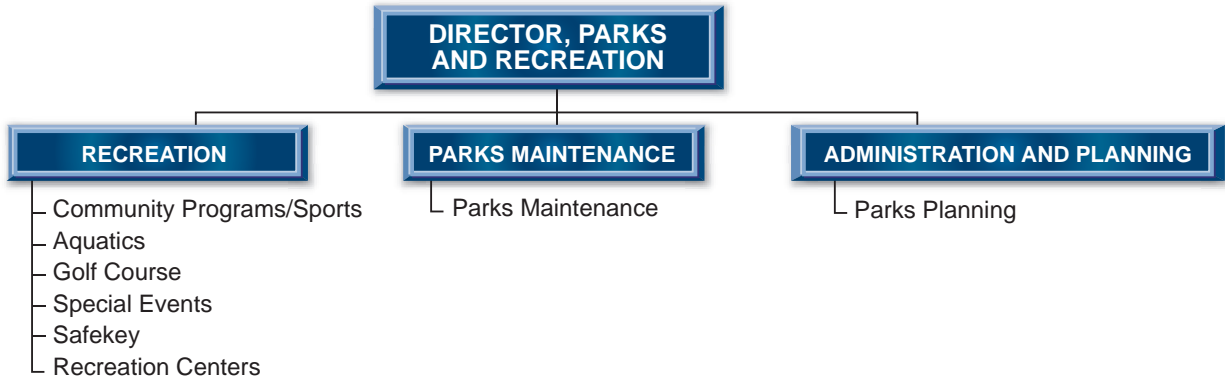 DIRECTOR, PARKS
AND RECREATION
RECREATION
Community Programs/Sports
Aquatics
Golf Course
Special Events
Safekey
Recreation Centers
PARKS MAINTENANCE
Parks Maintenance
ADMINISTRATION AND PLANNING
Parks Planning